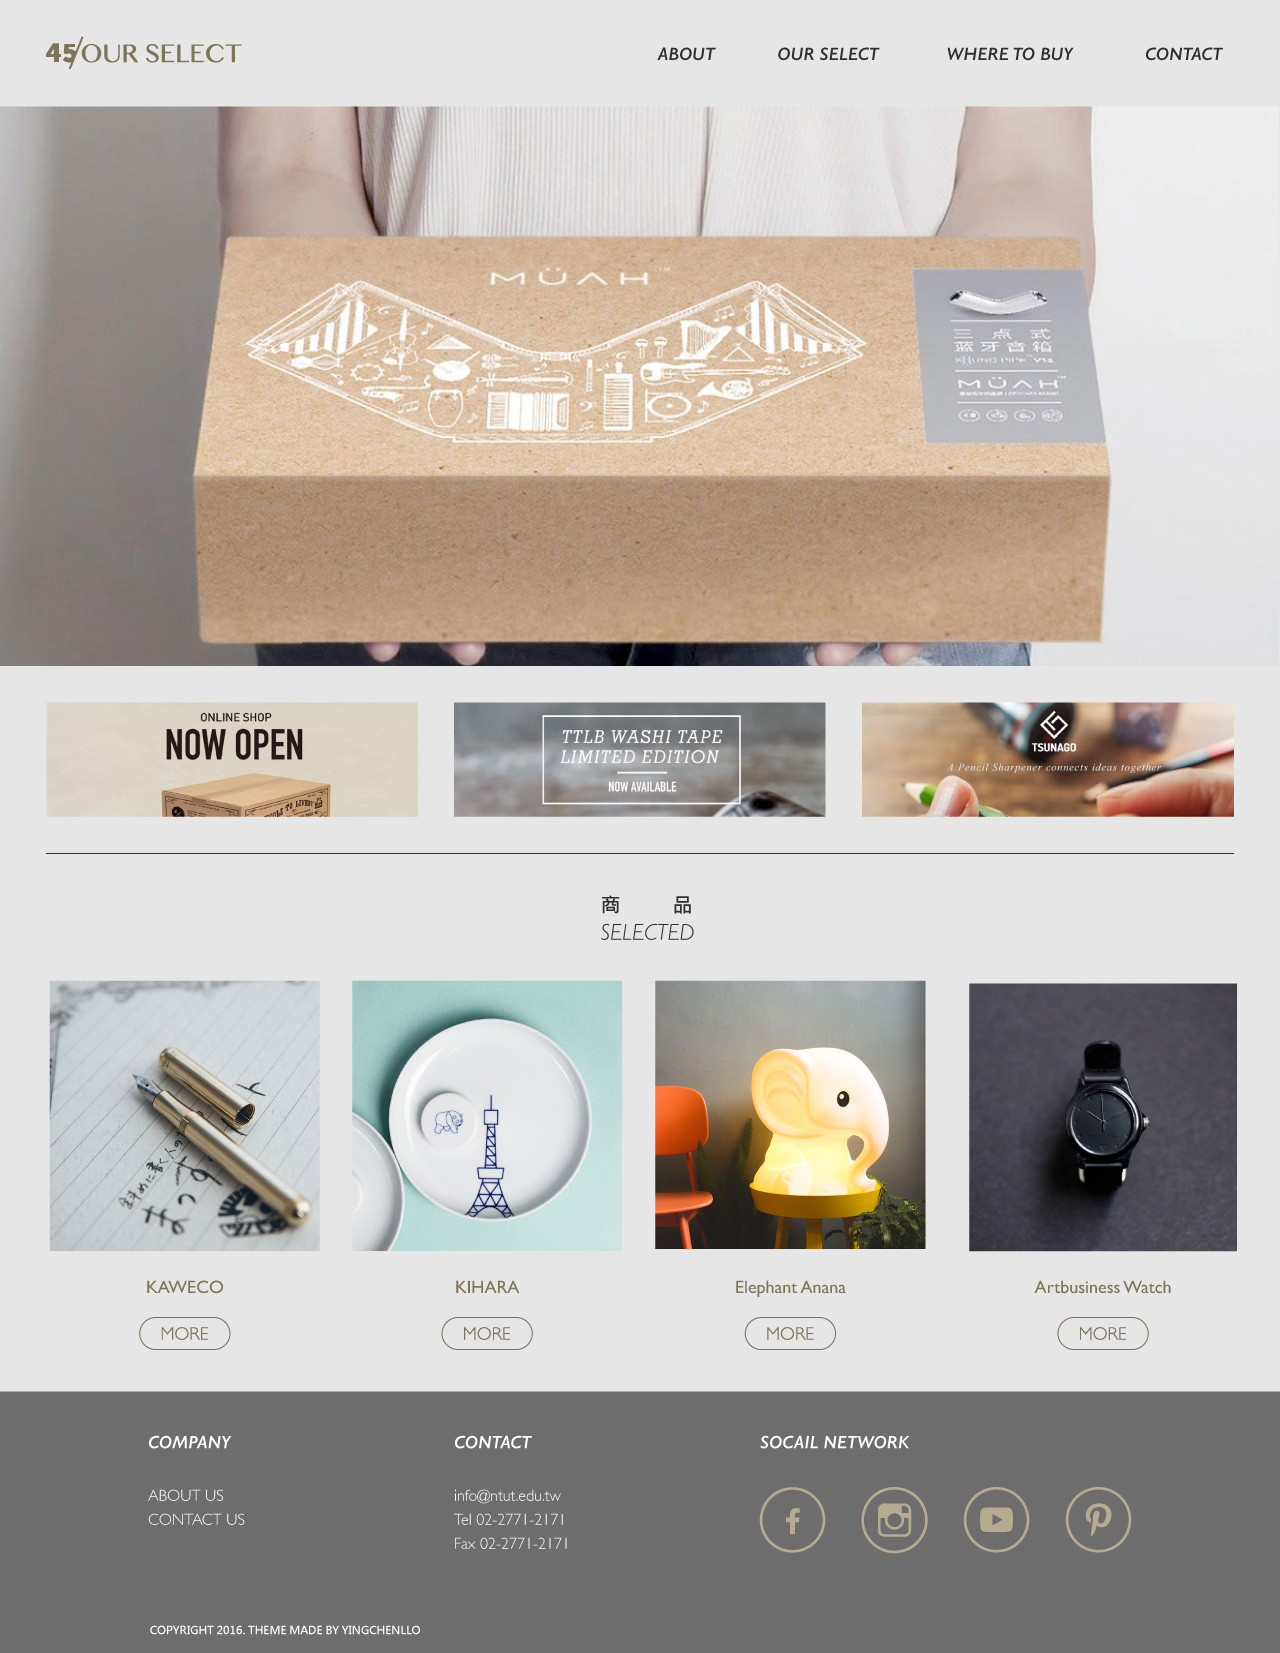 45/OUR SELECT
ABOUT
OUR SELECT
WHERE TO BUY
CONTACT
MÜAH™
三点式
蓝牙音箱
MÜAH™
ONLINE SHOP
NOW OPEN
TTLB WASHI TAPE
LIMITED EDITION
NOW AVAILABLE
TSUNAGO
A Pencil Sharpener connects ideas together
商 品
SELECTED
KAWECO
KIHARA
Elephant Anana
Artbusiness Watch
MORE
MORE
MORE
MORE
COMPANY
CONTACT
SOCAIL NETWORK
ABOUT US
CONTACT US
info@ntut.edu.tw
Tel 02-2771-2171
Fax 02-2771-2171
COPYRIGHT 2016. THEME MADE BY YINGCHENLLO